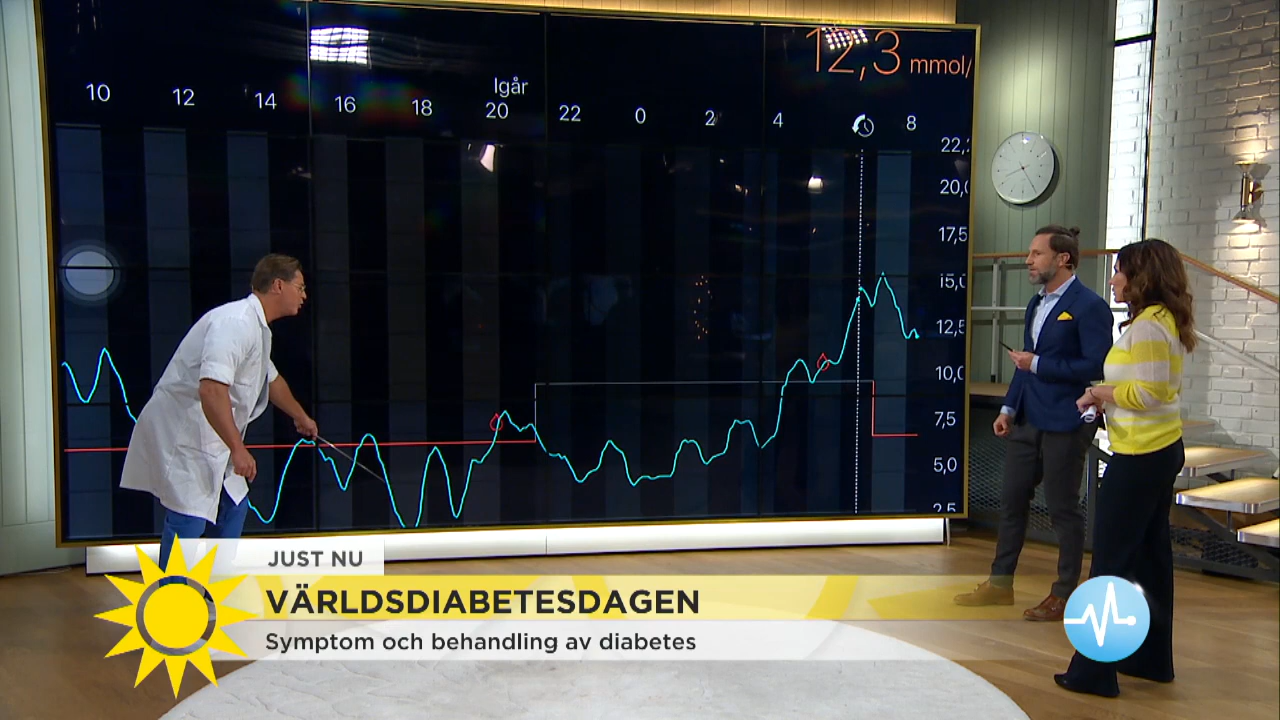 12,3 mmol/
Igår
10 12 14 16 18 20 22 0 2 4 8
22,
20,0
17,5
15,0
12,5
10,0
7,5
5,0
2,5
JUST NU
VÄRLDSDIABETESDAGEN
Symptom och behandling av diabetes